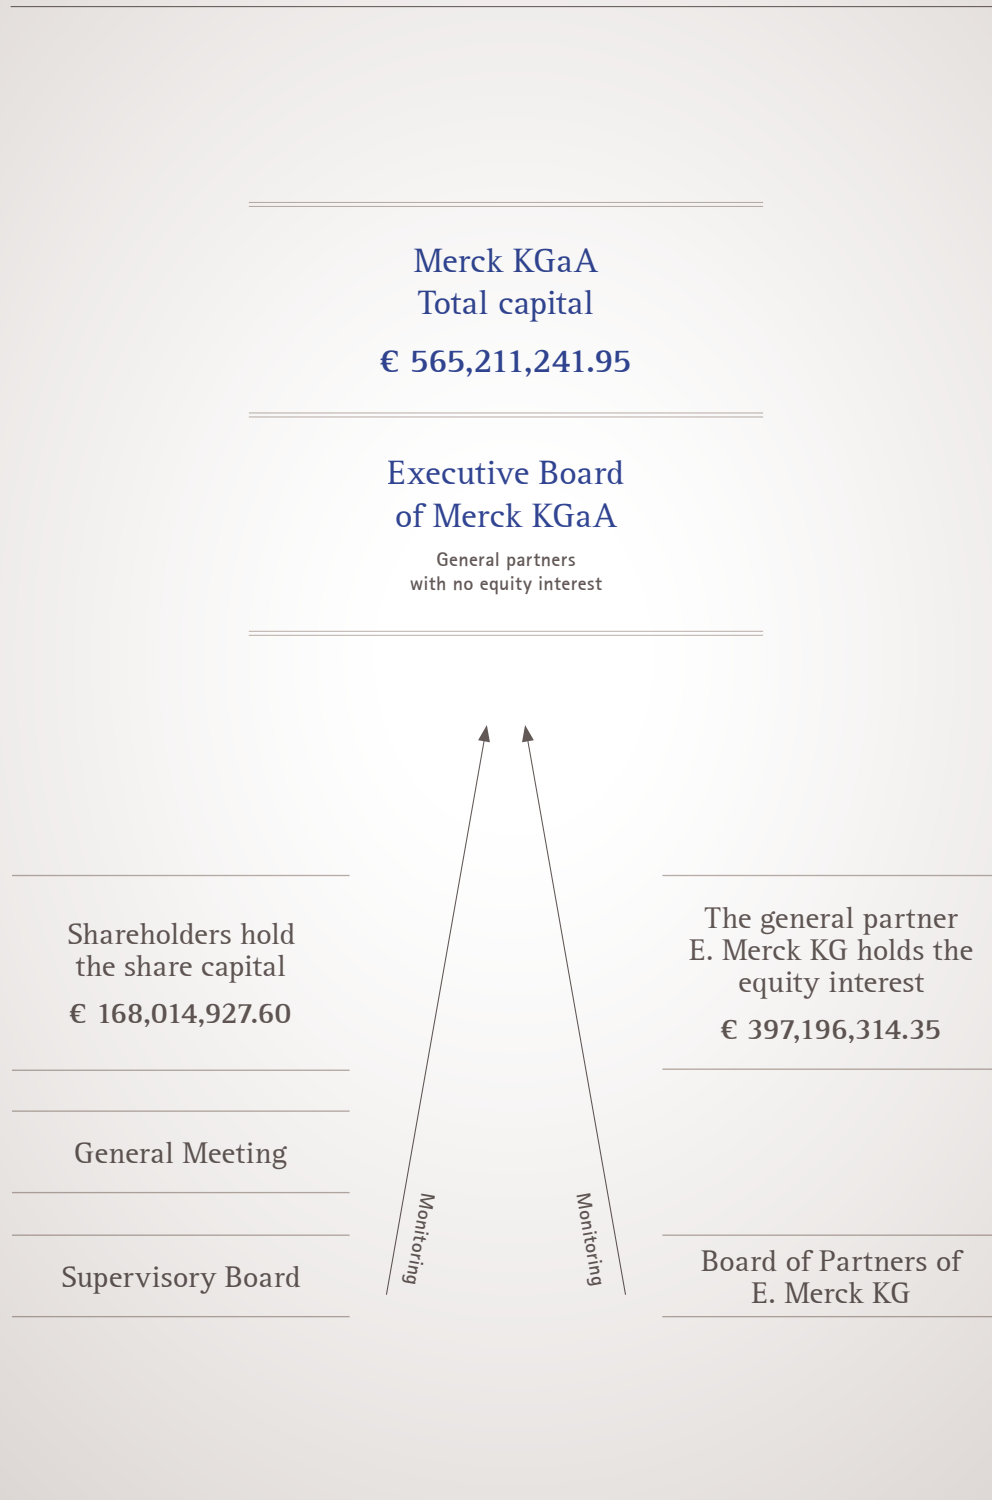 Merck KGaA
Total capital
€ 565,211,241.95
Executive Board
of Merck KGaA
General partners
with no equity interest
Shareholders hold
the share capital
€ 168,014,927.60
General Meeting
Supervisory Board
Monitoring
Monitoring
The general partner
E. Merck KG holds the
equity interest
€ 397,196,314.35
Board of Partners of
E. Merck KG